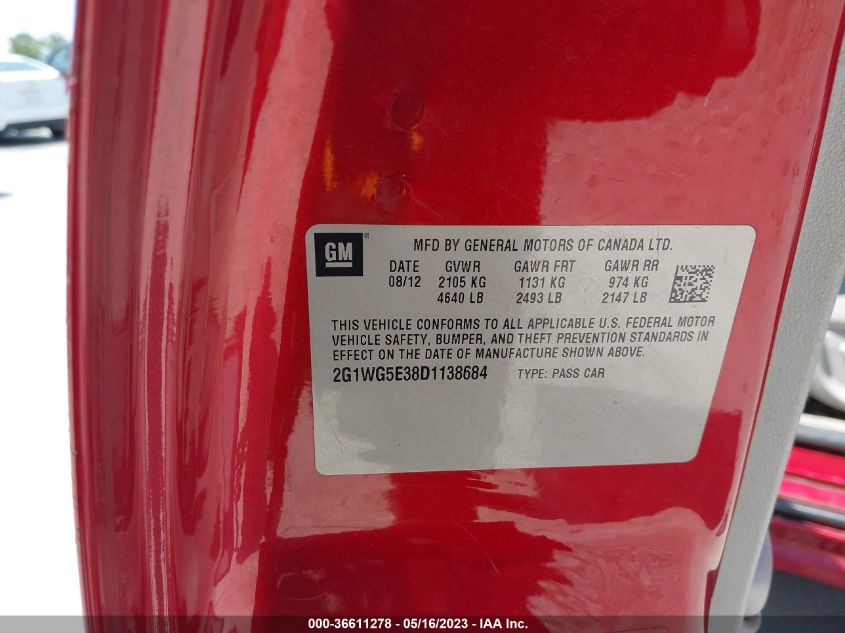 GM
MFD BY GENERAL MOTORS OF CANADA LTD.
DATE GVWR GAWR FRT GAWR RR
08/12 2105 KG 1131 KG 974 KG
4640 LB 2493 LB 2147 LB
THIS VEHICLE CONFORMS TO ALL APPLICABLE U.S. FEDERAL MOTOR
VEHICLE SAFETY, BUMPER, AND THEFT PREVENTION STANDARDS IN
EFFECT ON THE DATE OF MANUFACTURE SHOWN ABOVE.
2G1WG5E38D1138684 TYPE: PASS CAR
000-36611278 - 05/16/2023 - IAA Inc.